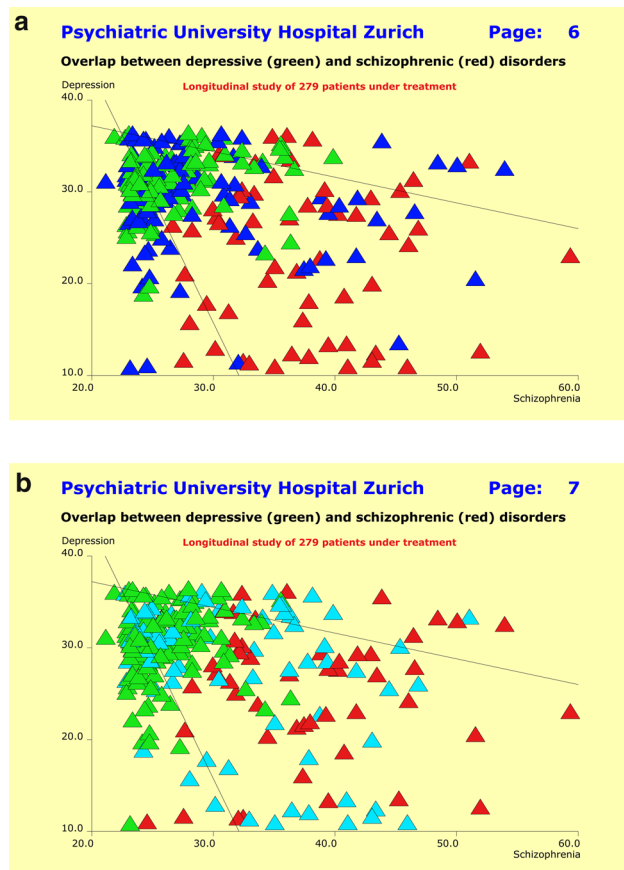 a
Psychiatric University Hospital Zurich Page: 6
Overlap between depressive (green) and schizophrenic (red) disorders
Depression
Longitudinal study of 279 patients under treatment
40.0
30.0
20.0
10.0
20.0 30.0 40.0 50.0 60.0
Schizophrenia
b
Psychiatric University Hospital Zurich Page: 7
Overlap between depressive (green) and schizophrenic (red) disorders
Depression
Longitudinal study of 279 patients under treatment
40.0
30.0
20.0
10.0
20.0 30.0 40.0 50.0 60.0
Schizophrenia